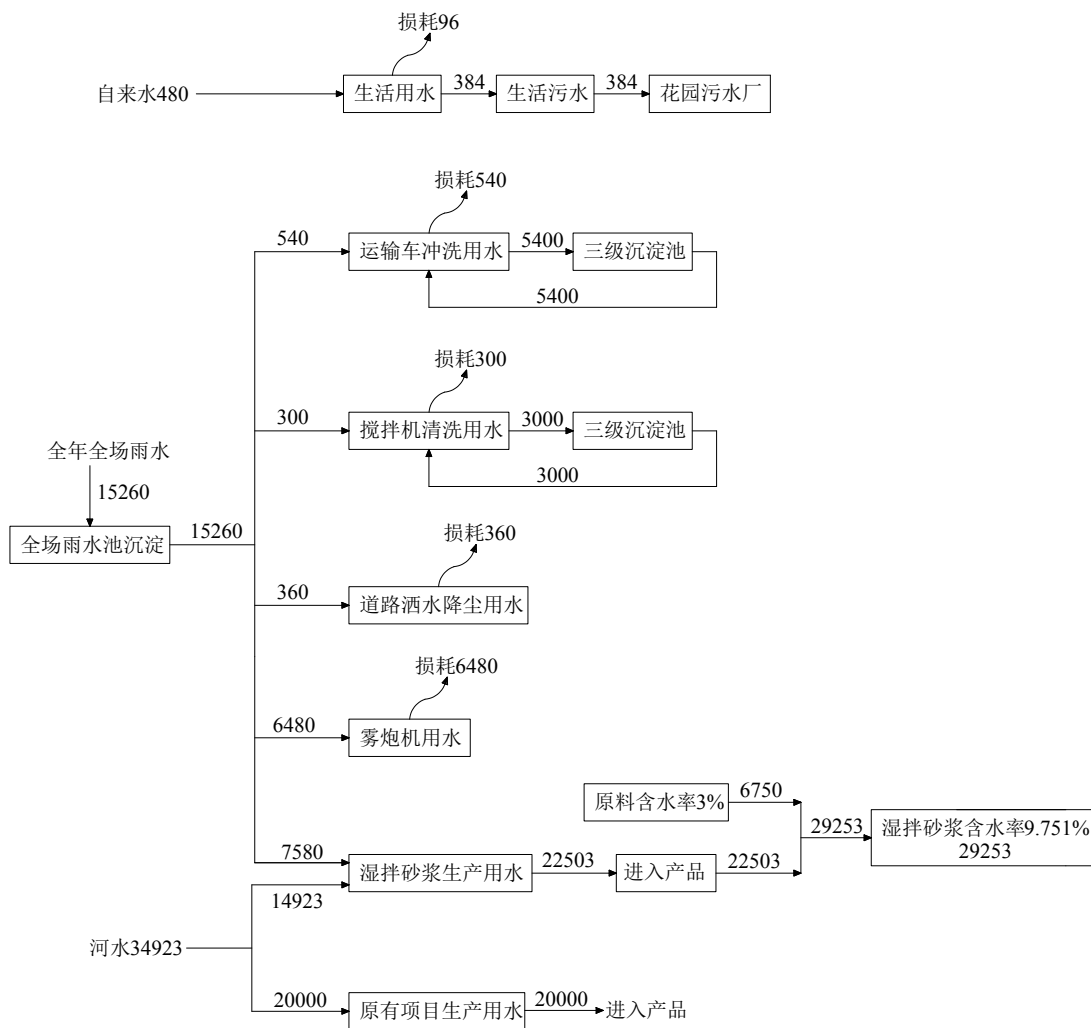 损耗96
自来水480
生活用水
384
生活污水
384
花园污水厂
损耗540
540
运输车冲洗用水
5400
三级沉淀池
5400
损耗300
300
搅拌机清洗用水
3000
三级沉淀池
3000
全年全场雨水
15260
全场雨水池沉淀
15260
损耗360
360
道路洒水降尘用水
损耗6480
6480
雾炮机用水
原料含水率3%
6750
29253
湿拌砂浆含水率9.751%
29253
7580
湿拌砂浆生产用水
22503
进入产品
22503
14923
河水34923
20000
原有项目生产用水
20000
进入产品